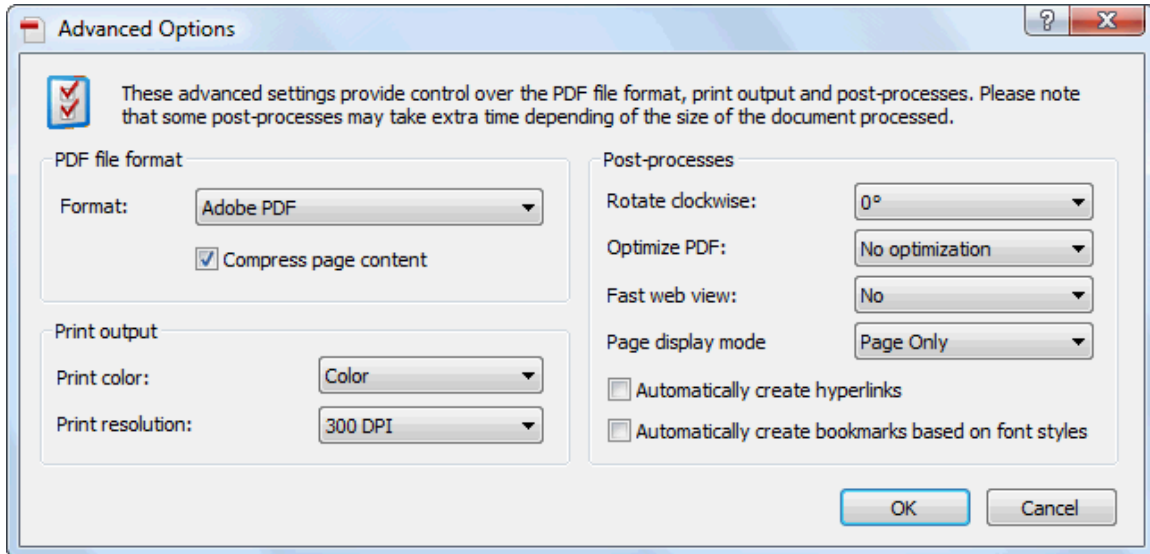 Advanced Options
These advanced settings provide control over the PDF file format, print output and post-processes. Please note
that some post-processes may take extra time depending of the size of the document processed.
PDF file format
Format: Adobe PDF
Compress page content
Print output
Print color: Color
Print resolution: 300 DPI
Post-processes
Rotate clockwise: 0°
Optimize PDF: No optimization
Fast web view: No
Page display mode Page Only
Automatically create hyperlinks
Automatically create bookmarks based on font styles
OK Cancel